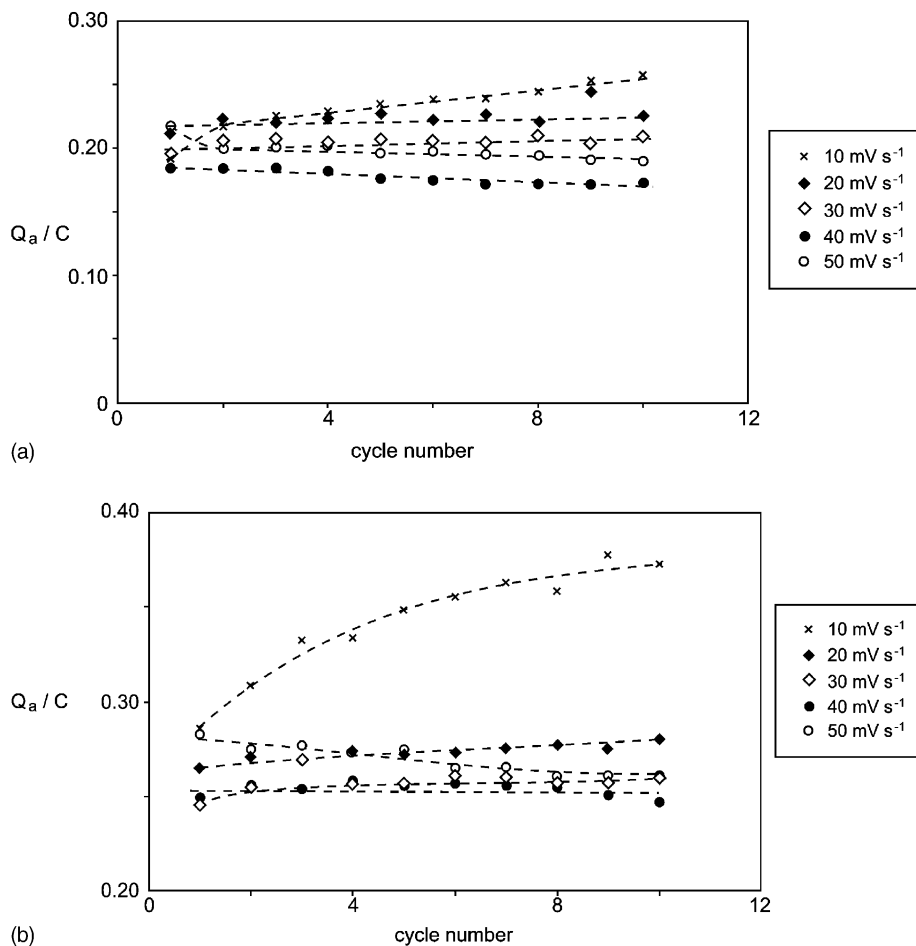 0.30
0.20
Qₐ / C
0.10
0
0 4 8 12
cycle number
(a)
× 10 mV s⁻¹
◆ 20 mV s⁻¹
◇ 30 mV s⁻¹
● 40 mV s⁻¹
○ 50 mV s⁻¹
0.40
0.30
Qₐ / C
0.20
0 4 8 12
cycle number
(b)
× 10 mV s⁻¹
◆ 20 mV s⁻¹
◇ 30 mV s⁻¹
● 40 mV s⁻¹
○ 50 mV s⁻¹